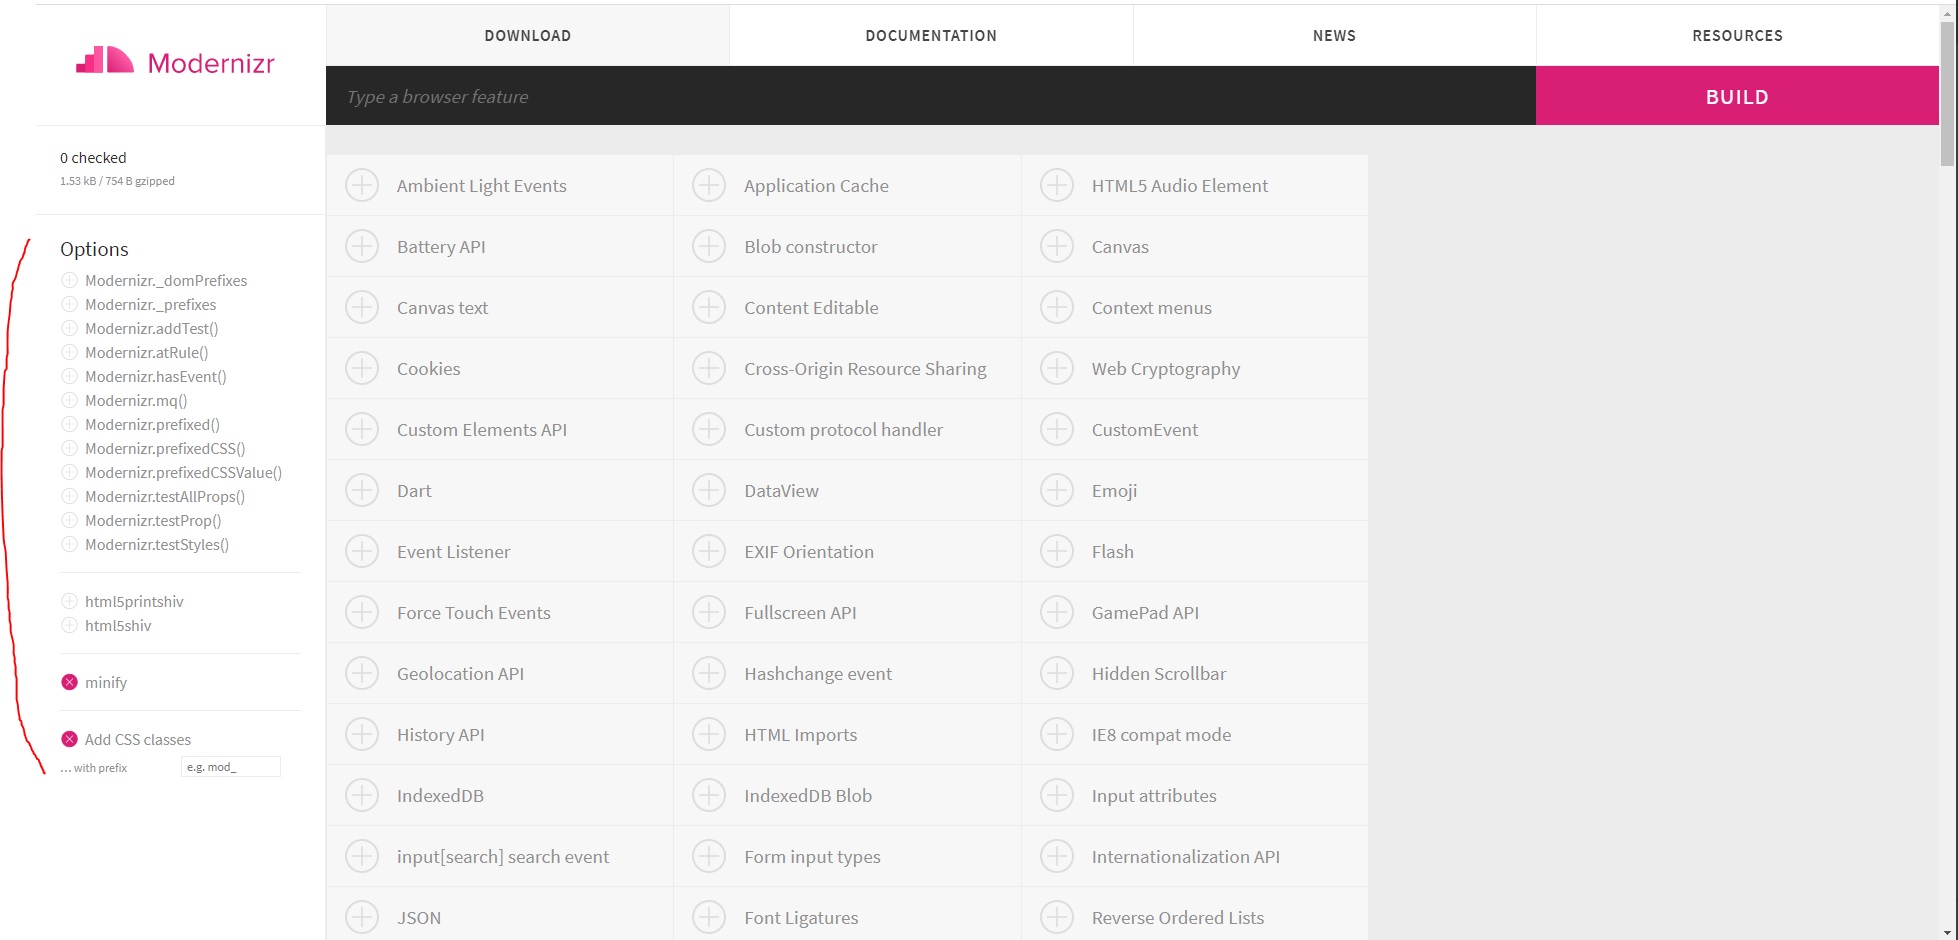 Modernizr
DOWNLOAD
DOCUMENTATION
NEWS
RESOURCES
Type a browser feature
BUILD
0 checked
1.53 kB / 754 B gzipped
Options
Modernizr._domPrefixes
Modernizr._prefixes
Modernizr.addTest()
Modernizr.atRule()
Modernizr.hasEvent()
Modernizr.mq()
Modernizr.prefixed()
Modernizr.prefixedCSS()
Modernizr.prefixedCSSValue()
Modernizr.testAllProps()
Modernizr.testProp()
Modernizr.testStyles()
html5printshiv
html5shiv
minify
Add CSS classes
... with prefix
e.g. mod_
Ambient Light Events
Application Cache
HTML5 Audio Element
Battery API
Blob constructor
Canvas
Canvas text
Content Editable
Context menus
Cookies
Cross-Origin Resource Sharing
Web Cryptography
Custom Elements API
Custom protocol handler
CustomEvent
Dart
DataView
Emoji
Event Listener
EXIF Orientation
Flash
Force Touch Events
Fullscreen API
GamePad API
Geolocation API
Hashchange event
Hidden Scrollbar
History API
HTML Imports
IE8 compat mode
IndexedDB
IndexedDB Blob
Input attributes
input[search] search event
Form input types
Internationalization API
JSON
Font Ligatures
Reverse Ordered Lists